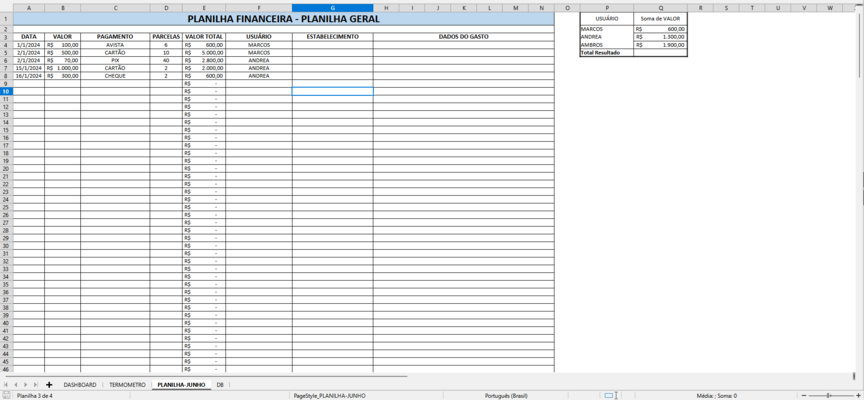 A B C D E F G H I J K L M N O P Q R S T U V W
1 PLANILHA FINANCEIRA - PLANILHA GERAL USUÁRIO Soma de VALOR
2 MARCOS R$ 600,00
3 DATA VALOR PAGAMENTO PARCELAS VALOR TOTAL USUÁRIO ESTABELECIMENTO DADOS DO GASTO ANDREA R$ 1.300,00
4 1/1/2024 R$ 100,00 AVISTA 6 R$ 600,00 MARCOS AMBROS R$ 1.900,00
5 2/1/2024 R$ 500,00 CARTÃO 10 R$ 5.000,00 MARCOS Total Resultado
6 2/1/2024 R$ 70,00 PIX 40 R$ 2.800,00 ANDREA
7 15/1/2024 R$ 1.000,00 CARTÃO 2 R$ 2.000,00 ANDREA
8 16/1/2024 R$ 300,00 CHEQUE 2 R$ 600,00 ANDREA
9 R$ -
10 R$ -
11 R$ -
12 R$ -
13 R$ -
14 R$ -
15 R$ -
16 R$ -
17 R$ -
18 R$ -
19 R$ -
20 R$ -
21 R$ -
22 R$ -
23 R$ -
24 R$ -
25 R$ -
26 R$ -
27 R$ -
28 R$ -
29 R$ -
30 R$ -
31 R$ -
32 R$ -
33 R$ -
34 R$ -
35 R$ -
36 R$ -
37 R$ -
38 R$ -
39 R$ -
40 R$ -
41 R$ -
42 R$ -
43 R$ -
44 R$ -
45 R$ -
46 R$ -
DASHBOARD TERMOMETRO PLANILHA-JUNHO DB
Planilha 3 de 4 PageStyle_PLANILHA-JUNHO Português (Brasil) Média: ; Soma: 0